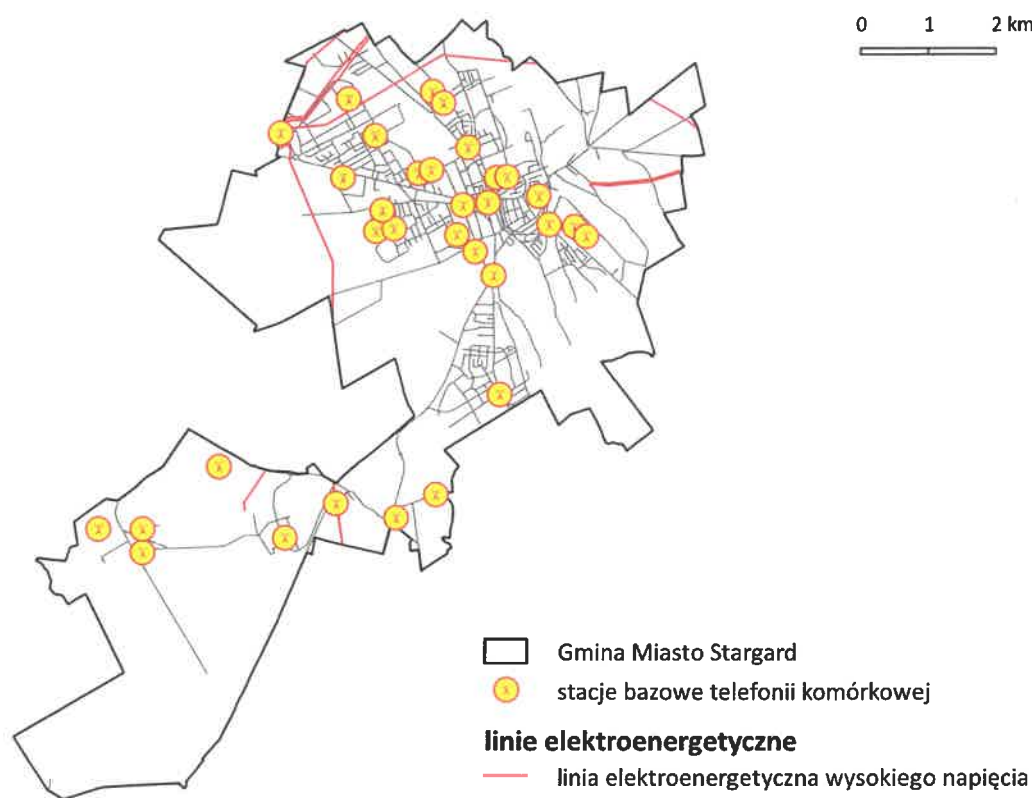 0 1 2 km
Gmina Miasto Stargard
stacje bazowe telefonii komórkowej
linie elektroenergetyczne
linia elektroenergetyczna wysokiego napięcia